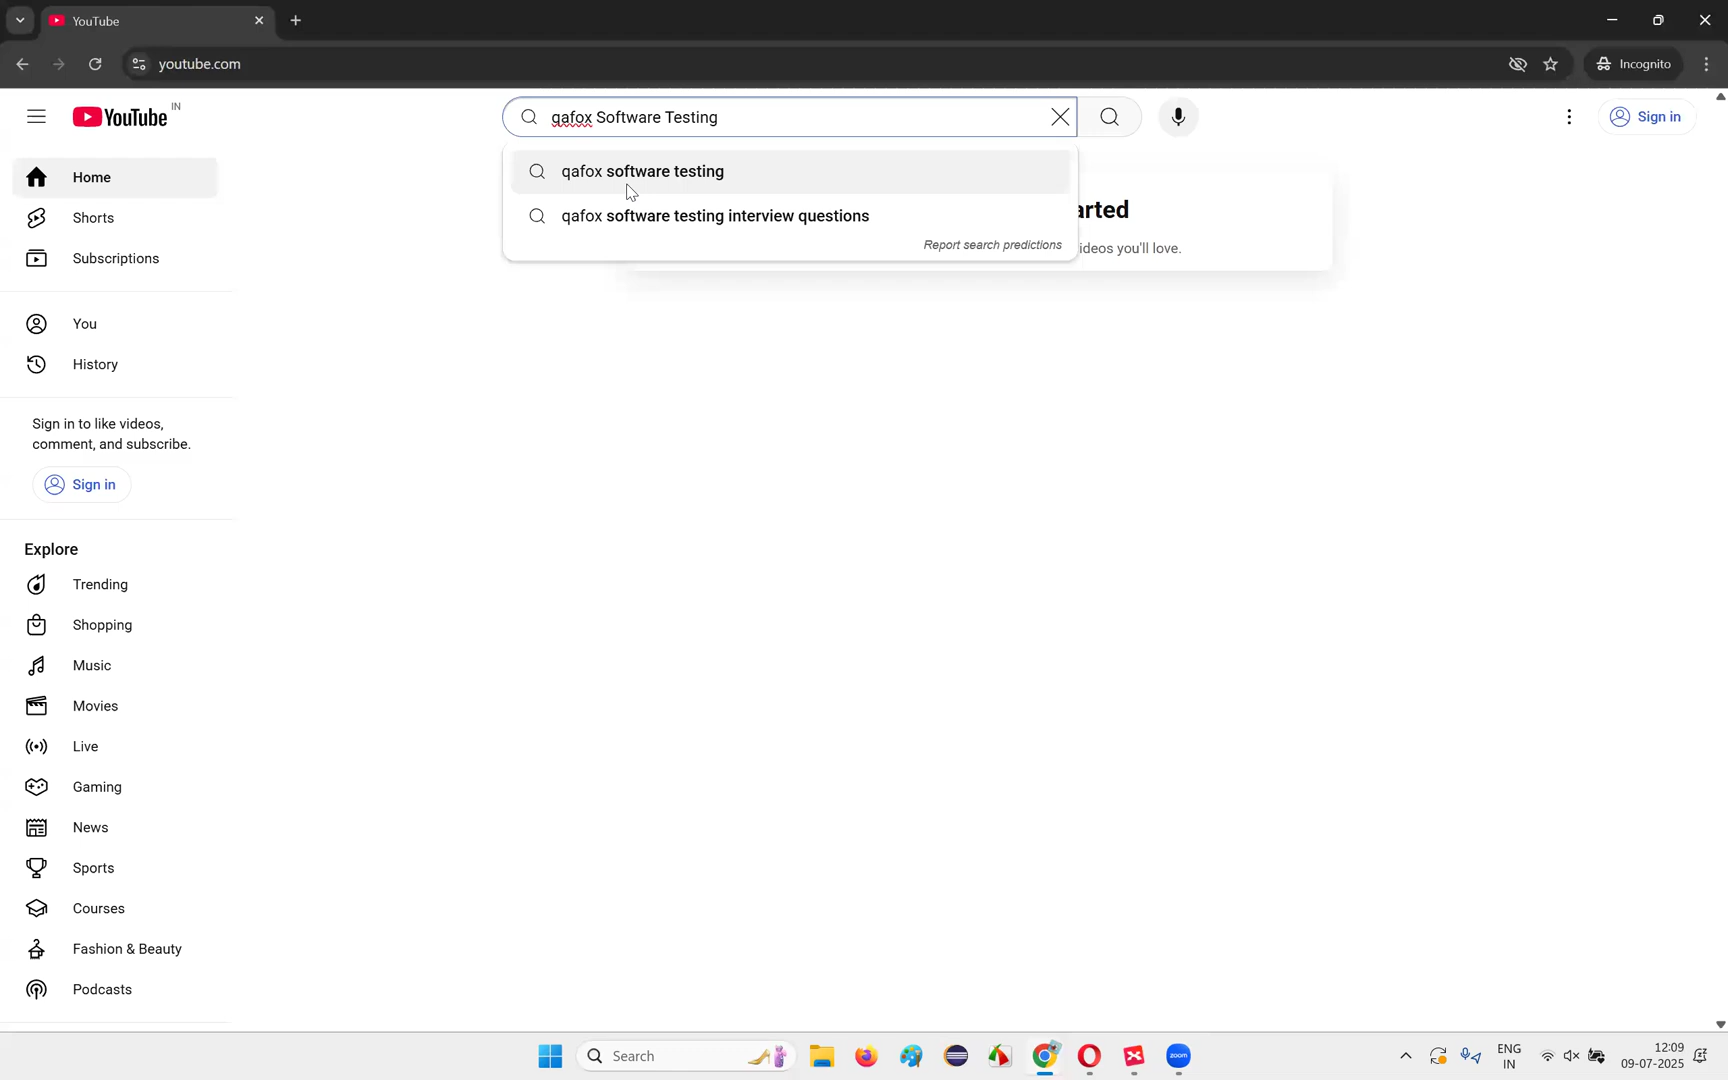 YouTube
youtube.com
Incognito
YouTube
IN
qafox Software Testing
Sign in
qafox software testing
qafox software testing interview questions
Report search predictions
arted
ideos you'll love.
Home
Shorts
Subscriptions
You
History
Sign in to like videos,
comment, and subscribe.
Sign in
Explore
Trending
Shopping
Music
Movies
Live
Gaming
News
Sports
Courses
Fashion & Beauty
Podcasts
Search
zoom
ENG
IN
12:09
09-07-2025